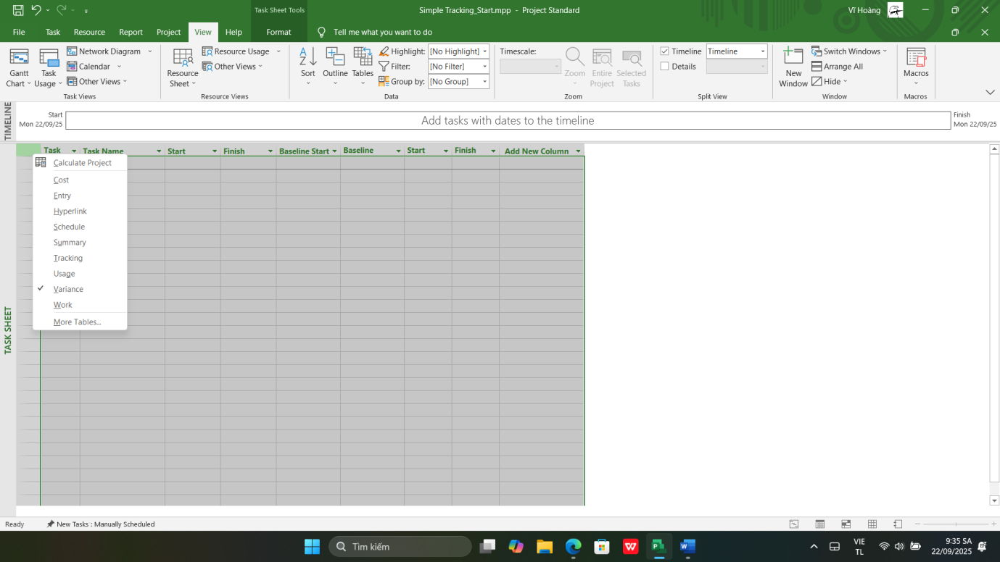 Task Sheet Tools
Simple Tracking_Start.mpp - Project Standard
Vĩ Hoàng
File Task Resource Report Project View Help Format Tell me what you want to do
Gantt Chart
Task Usage
Network Diagram
Calendar
Other Views
Task Views
Resource Sheet
Resource Usage
Other Views
Resource Views
Sort
Outline
Tables
Highlight: [No Highlight]
Filter: [No Filter]
Group by: [No Group]
Data
Timescale:
Zoom
Entire Project
Selected Tasks
Zoom
Timeline Timeline
Details
Split View
New Window
Switch Windows
Arrange All
Hide
Window
Macros
Macros
TIMELINE
Start
Mon 22/09/25
Add tasks with dates to the timeline
Finish
Mon 22/09/25
Task Task Name Start Finish Baseline Start Baseline Start Finish Add New Column
Calculate Project
Cost
Entry
Hyperlink
Schedule
Summary
Tracking
Usage
Variance
Work
More Tables...
TASK SHEET
Ready New Tasks : Manually Scheduled
Tìm kiếm
VIE
TL
9:35 SA
22/09/2025